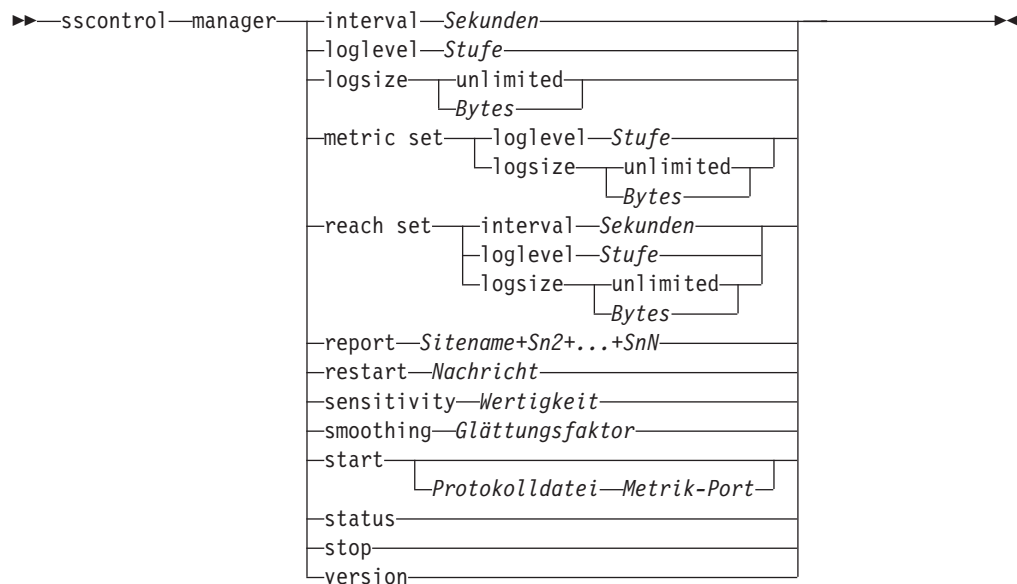 sscontrol manager interval Sekunden
loglevel Stufe
logsize unlimited
Bytes
metric set loglevel Stufe
logsize unlimited
Bytes
reach set interval Sekunden
loglevel Stufe
logsize unlimited
Bytes
report Sitename+Sn2+...+SnN
restart Nachricht
sensitivity Wertigkeit
smoothing Glättungsfaktor
start
Protokolldatei Metrik-Port
status
stop
version